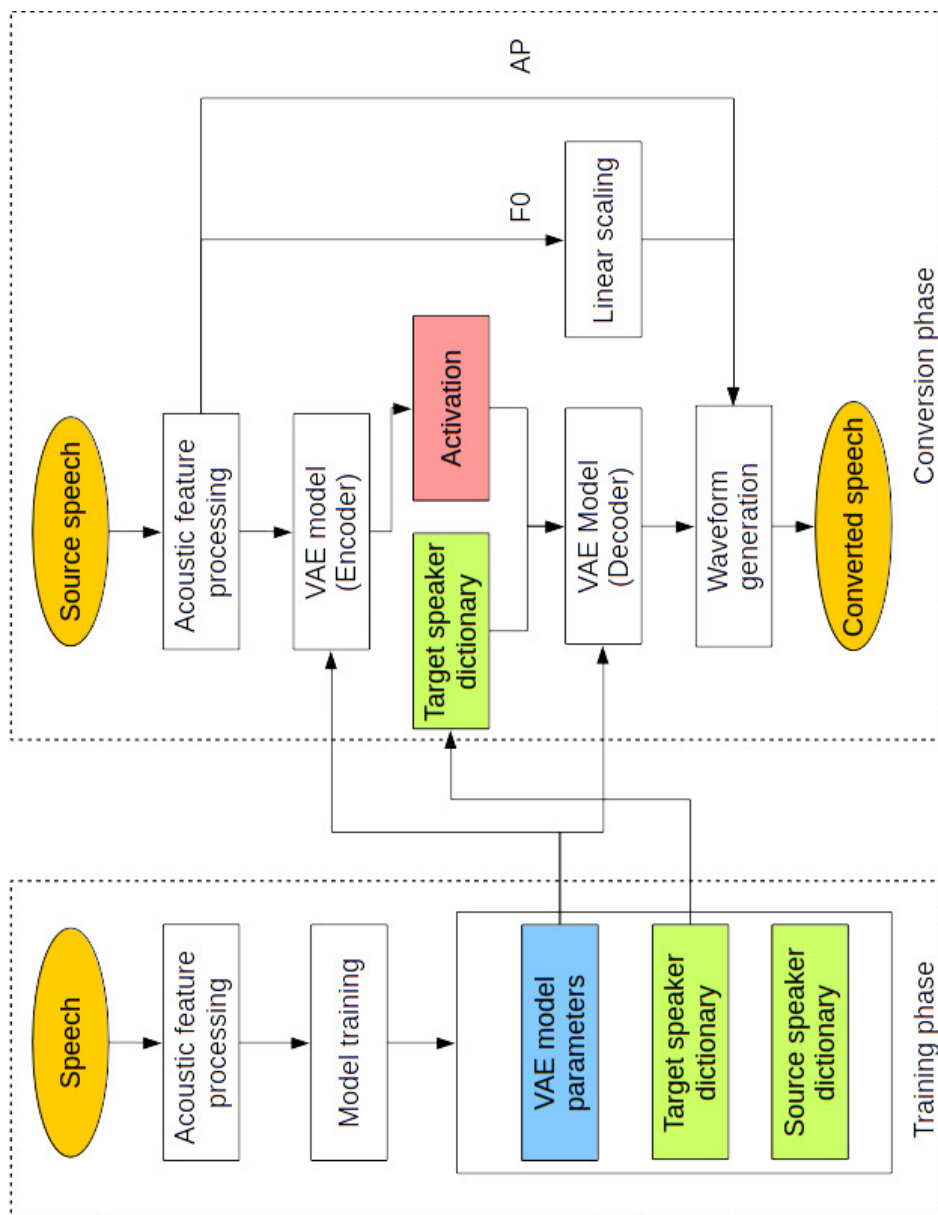 Speech
Acoustic feature
processing
Model training
VAE model
parameters
Target speaker
dictionary
Source speaker
dictionary
Training phase
Source speech
Acoustic feature
processing
VAE model
(Encoder)
Target speaker
dictionary
Activation
F0
AP
Linear scaling
VAE Model
(Decoder)
Waveform
generation
Converted speech
Conversion phase